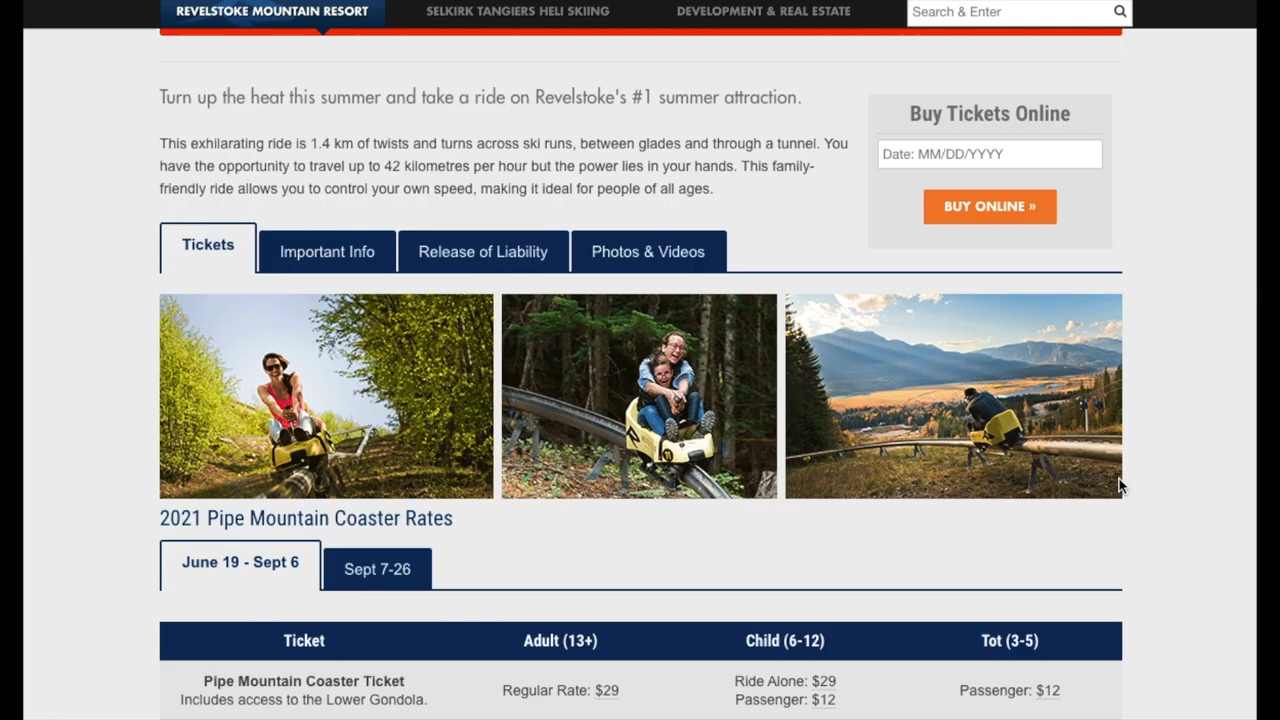 REVELSTOKE MOUNTAIN RESORT
SELKIRK TANGIERS HELI SKIING
DEVELOPMENT & REAL ESTATE
Search & Enter
Turn up the heat this summer and take a ride on Revelstoke's #1 summer attraction.
This exhilarating ride is 1.4 km of twists and turns across ski runs, between glades and through a tunnel. You
have the opportunity to travel up to 42 kilometres per hour but the power lies in your hands. This family-
friendly ride allows you to control your own speed, making it ideal for people of all ages.
Buy Tickets Online
Date: MM/DD/YYYY
BUY ONLINE »
Tickets
Important Info
Release of Liability
Photos & Videos
2021 Pipe Mountain Coaster Rates
June 19 - Sept 6
Sept 7-26
Ticket
Adult (13+)
Child (6-12)
Tot (3-5)
Pipe Mountain Coaster Ticket
Includes access to the Lower Gondola.
Regular Rate: $29
Ride Alone: $29
Passenger: $12
Passenger: $12